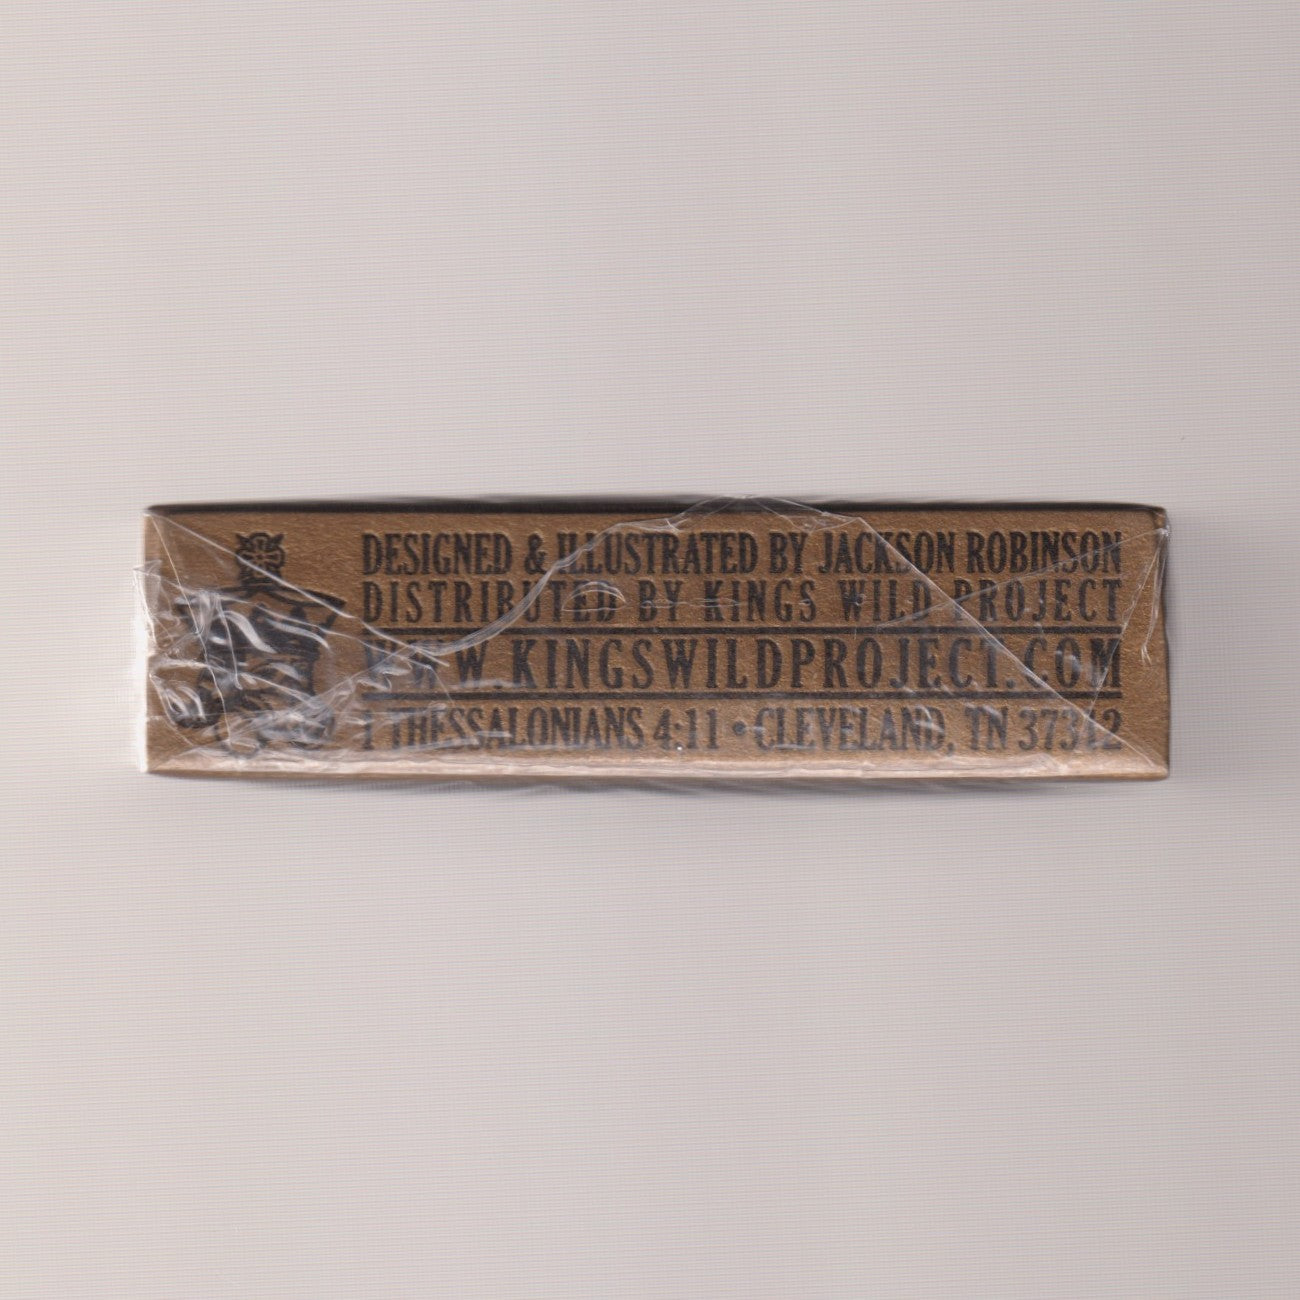 DESIGNED & ILLUSTRATED BY JACKSON ROBINSON
DISTRIBUTED BY KINGS WILD PROJECT
WWW.KINGSWILDPROJECT.COM
1 THESSALONIANS 4:11 • CLEVELAND, TN 37312